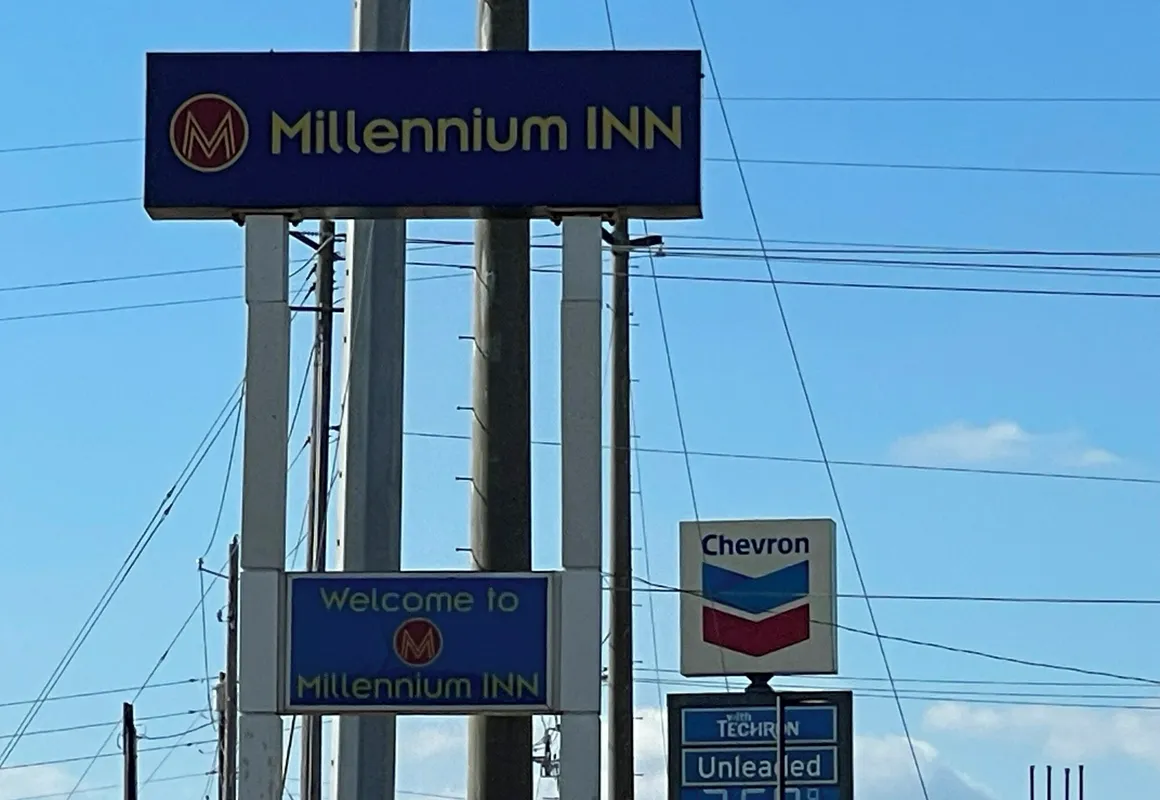 M Millennium INN
Welcome to
M
Millennium INN
Chevron
with
TECHRON
Unleaded